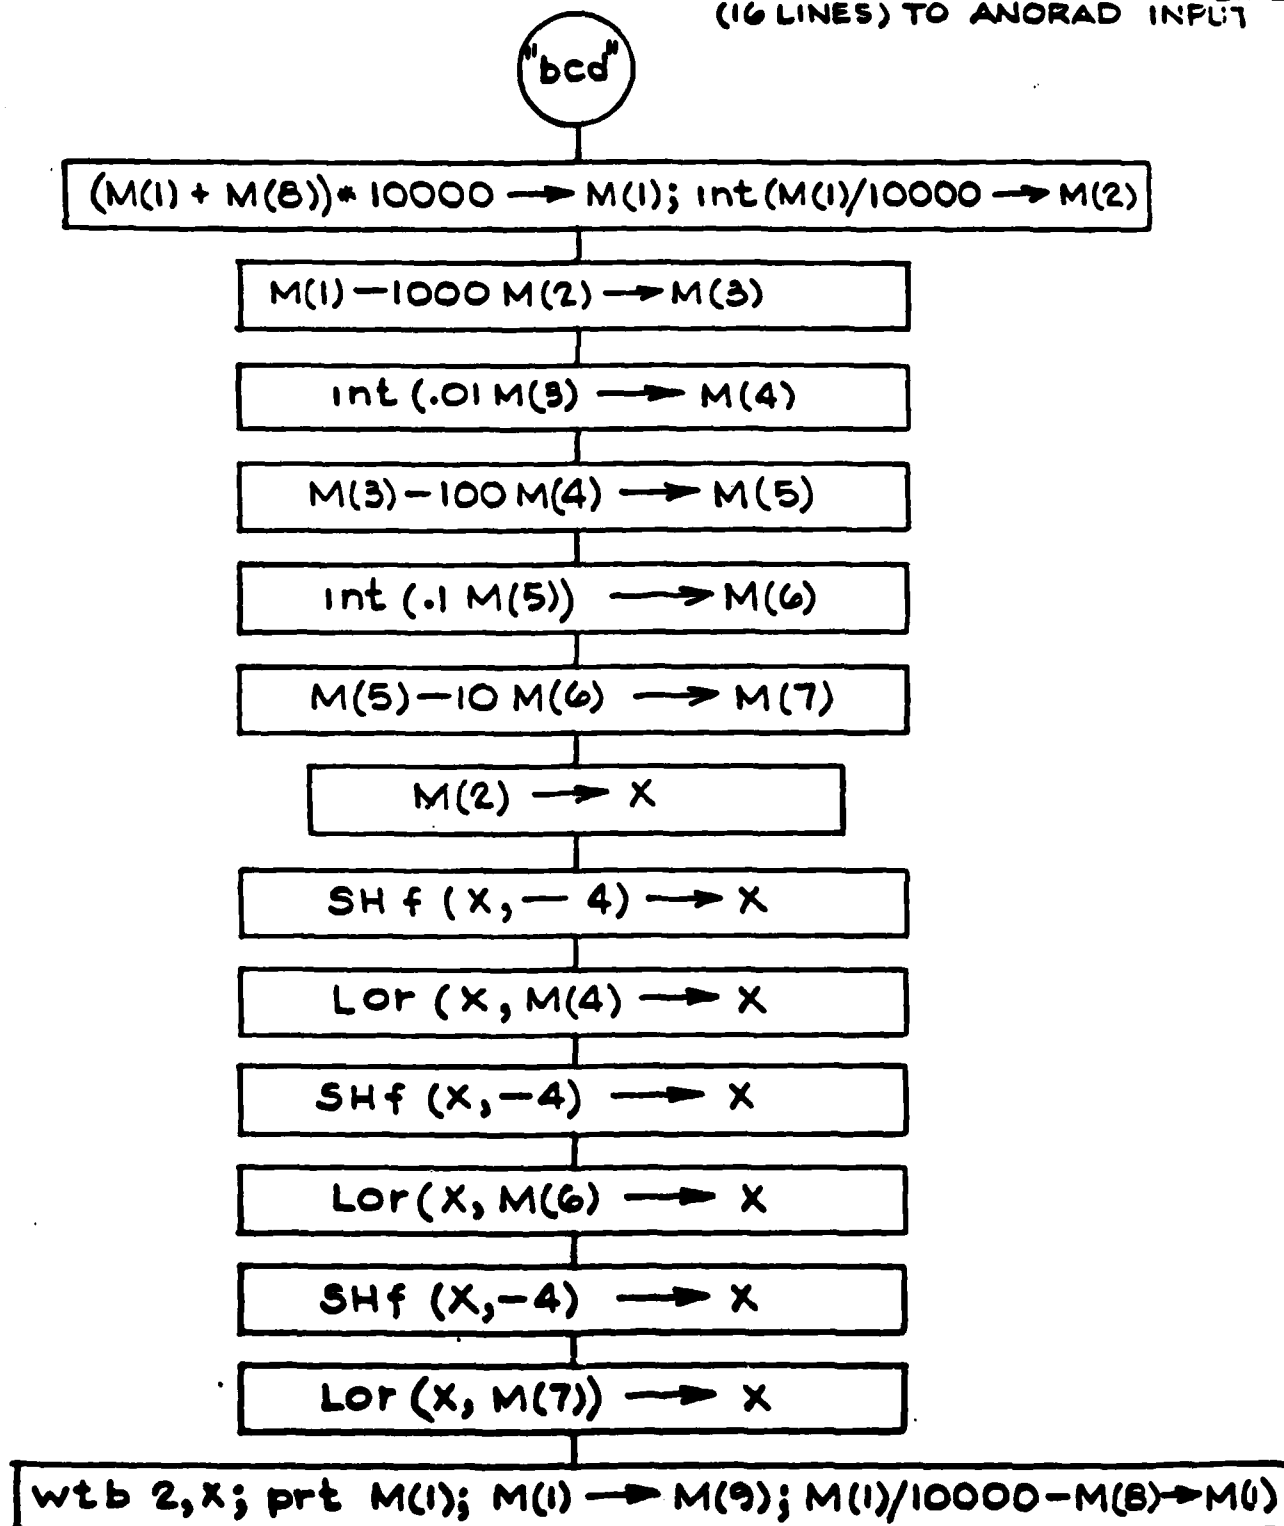 (16 LINES) TO ANORAD INPUT
"bcd"
(M(1) + M(8))* 10000 → M(1); int(M(1)/10000 → M(2)
M(1)-1000 M(2) → M(3)
int (.01 M(3) → M(4)
M(3)-100 M(4) → M(5)
int (.1 M(5)) → M(6)
M(5)-10 M(6) → M(7)
M(2) → X
SHf (X,-4) → X
Lor (X, M(4) → X
SHf (X,-4) → X
Lor(X, M(6) → X
SHf (X,-4) → X
Lor (X, M(7)) → X
wtb 2,X; prt M(1); M(1) → M(9); M(1)/10000-M(8)→M(1)